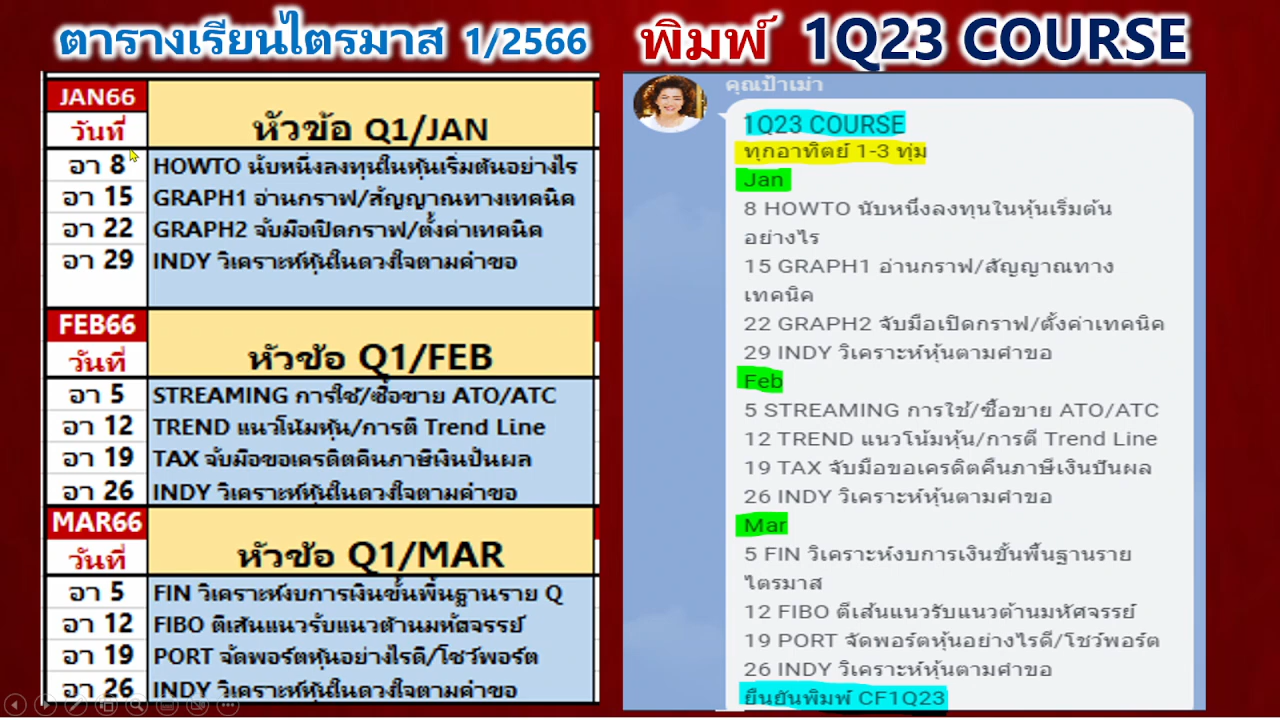 ตารางเรียนไตรมาส 1/2566
JAN66
วันที่
หัวข้อ Q1/JAN
อา 8 HOWTO นับหนึ่งลงทุนในหุ้นเริ่มต้นอย่างไร
อา 15 GRAPH1 อ่านกราฟ/สัญญาณทางเทคนิค
อา 22 GRAPH2 จับมือเปิดกราฟ/ตั้งค่าเทคนิค
อา 29 INDY วิเคราะห์หุ้นในดวงใจตามคำขอ
FEB66
วันที่
หัวข้อ Q1/FEB
อา 5 STREAMING การใช้/ซื้อขาย ATO/ATC
อา 12 TREND แนวโน้มหุ้น/การตี Trend Line
อา 19 TAX จับมือขอเครดิตคืนภาษีเงินปันผล
อา 26 INDY วิเคราะห์หุ้นในดวงใจตามคำขอ
MAR66
วันที่
หัวข้อ Q1/MAR
อา 5 FIN วิเคราะห์งบการเงินขั้นพื้นฐานราย Q
อา 12 FIBO ตีเส้นแนวรับแนวต้านมหัศจรรย์
อา 19 PORT จัดพอร์ตหุ้นอย่างไรดี/โชว์พอร์ต
อา 26 INDY วิเคราะห์หุ้นในดวงใจตามคำขอ
พิมพ์ 1Q23 COURSE
คุณป้าเม่า
1Q23 COURSE
ทุกอาทิตย์ 1-3 ทุ่ม
Jan
8 HOWTO นับหนึ่งลงทุนในหุ้นเริ่มต้น
อย่างไร
15 GRAPH1 อ่านกราฟ/สัญญาณทาง
เทคนิค
22 GRAPH2 จับมือเปิดกราฟ/ตั้งค่าเทคนิค
29 INDY วิเคราะห์หุ้นตามคำขอ
Feb
5 STREAMING การใช้/ซื้อขาย ATO/ATC
12 TREND แนวโน้มหุ้น/การตี Trend Line
19 TAX จับมือขอเครดิตคืนภาษีเงินปันผล
26 INDY วิเคราะห์หุ้นตามคำขอ
Mar
5 FIN วิเคราะห์งบการเงินขั้นพื้นฐานราย
ไตรมาส
12 FIBO ตีเส้นแนวรับแนวต้านมหัศจรรย์
19 PORT จัดพอร์ตหุ้นอย่างไรดี/โชว์พอร์ต
26 INDY วิเคราะห์หุ้นตามคำขอ
ยืนยันพิมพ์ CF1Q23